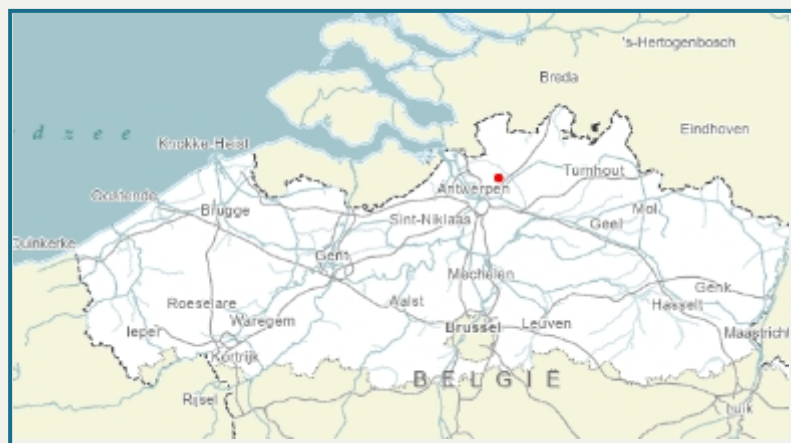 's-Hertogenbosch
Breda
Eindhoven
d z e e
Knokke-Heist
Turnhout
Oostende
Antwerpen
Brugge
Mol
Sint-Niklaas
Geel
Duinkerke
Gent
Mechelen
Genk
Roeselare
Aalst
Hasselt
Ieper
Waregem
Brussel
Leuven
Maastricht
Kortrijk
BELGIË
Rijsel
Luik